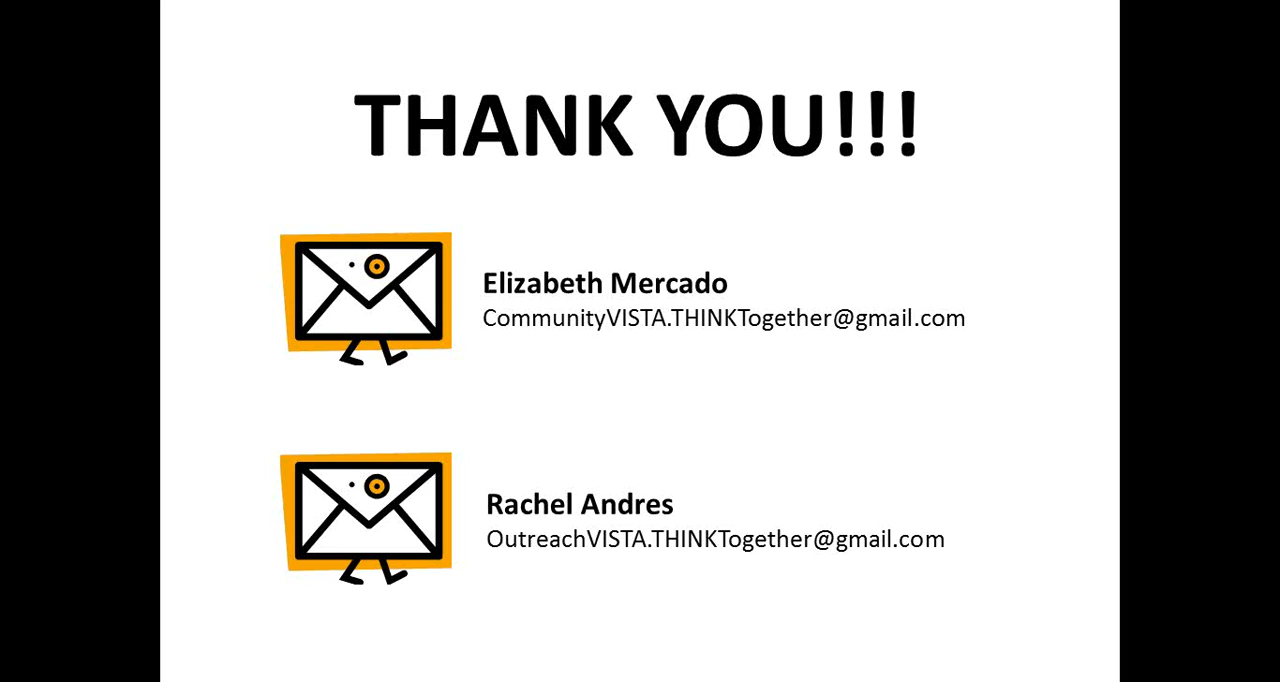 THANK YOU!!!
Elizabeth Mercado
CommunityVISTA.THINKTogether@gmail.com
Rachel Andres
OutreachVISTA.THINKTogether@gmail.com